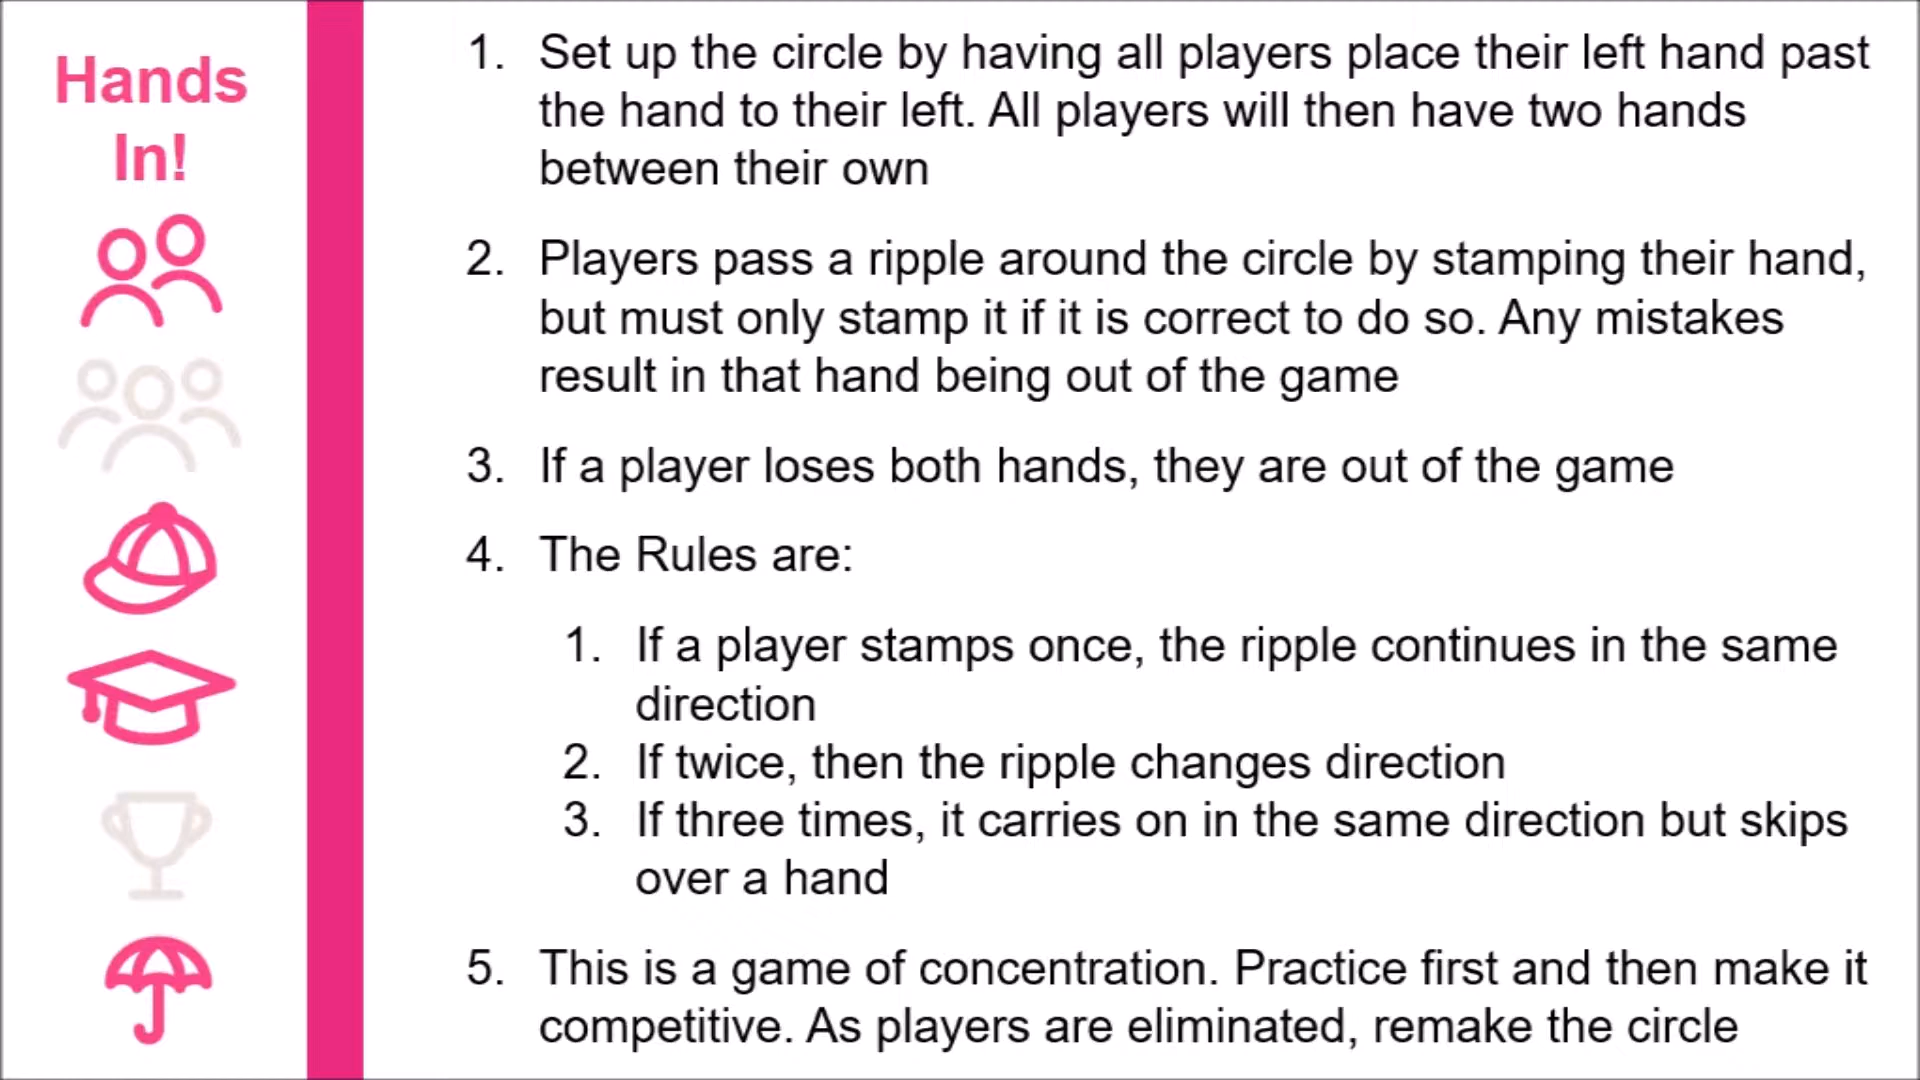 Hands
In!
1. Set up the circle by having all players place their left hand past
the hand to their left. All players will then have two hands
between their own
2. Players pass a ripple around the circle by stamping their hand,
but must only stamp it if it is correct to do so. Any mistakes
result in that hand being out of the game
3. If a player loses both hands, they are out of the game
4. The Rules are:
1. If a player stamps once, the ripple continues in the same
direction
2. If twice, then the ripple changes direction
3. If three times, it carries on in the same direction but skips
over a hand
5. This is a game of concentration. Practice first and then make it
competitive. As players are eliminated, remake the circle